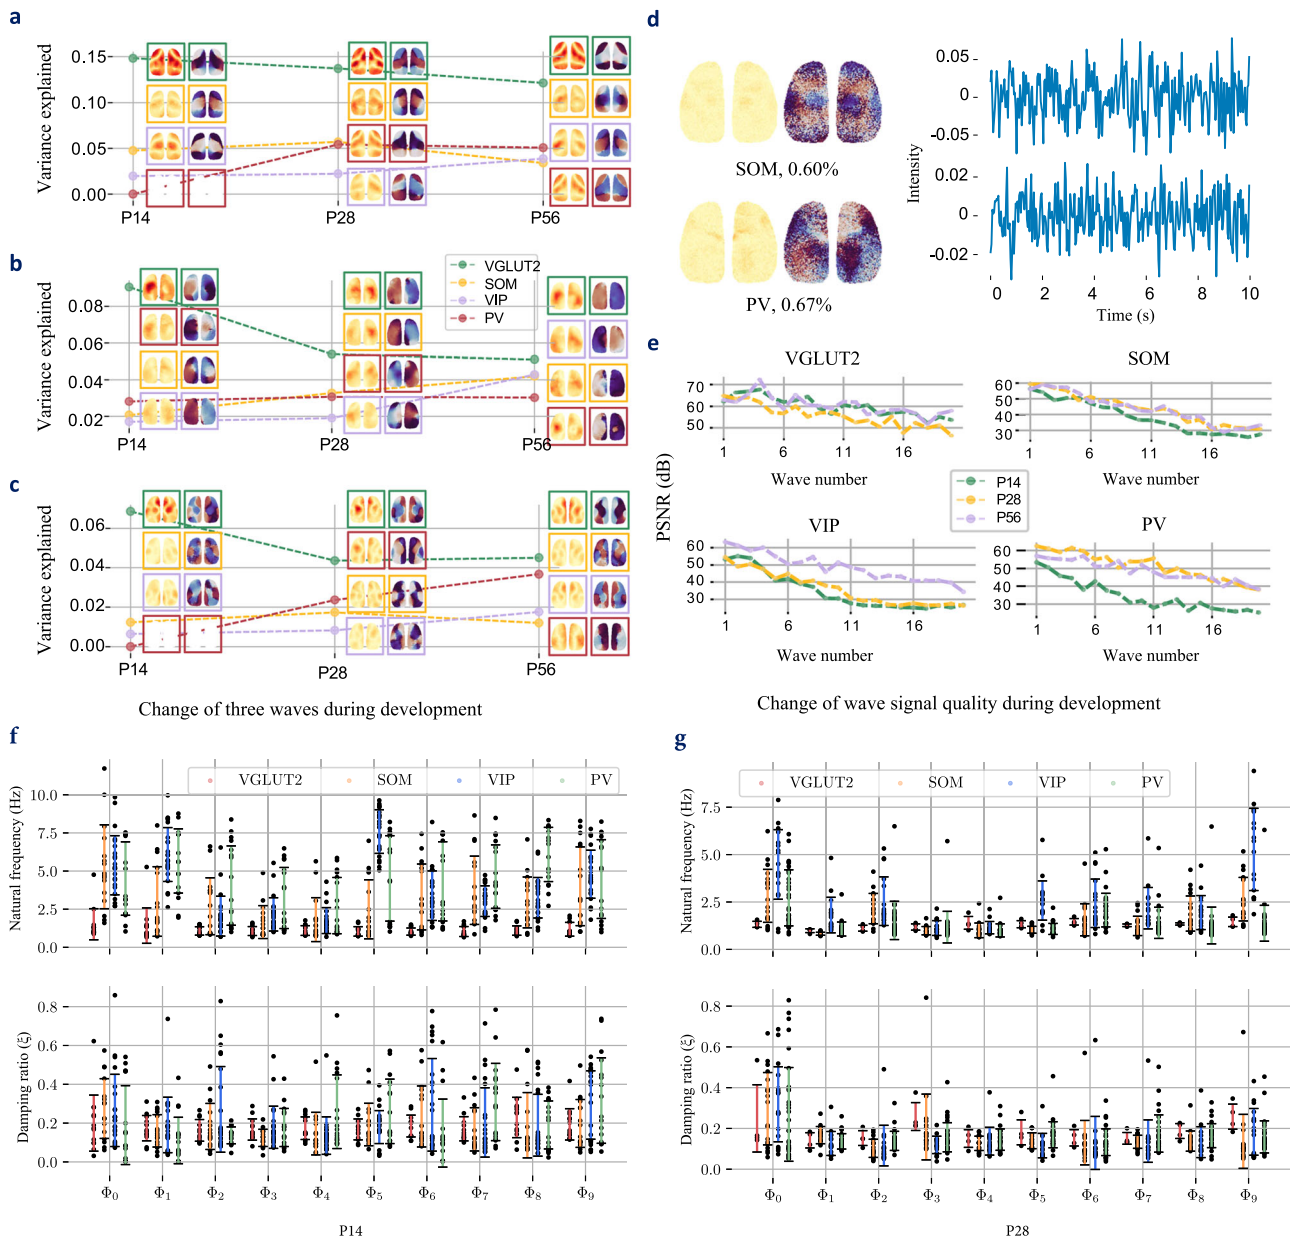 a
Variance explained
0.15
0.10
0.05
0.00
P14
P28
P56
b
Variance explained
0.08
0.06
0.04
0.02
VGLUT2
SOM
VIP
PV
P14
P28
P56
c
Variance explained
0.06
0.04
0.02
0.00
P14
P28
P56
Change of three waves during development
d
SOM, 0.60%
PV, 0.67%
Intensity
0.05
0
-0.05
0.02
0
-0.02
0 2 4 6 8 10
Time (s)
e
PSNR (dB)
VGLUT2
70
60
50
1 6 11 16
Wave number
SOM
60
50
40
30
1 6 11 16
Wave number
P14
P28
P56
VIP
60
50
40
30
1 6 11 16
Wave number
PV
60
50
40
30
1 6 11 16
Wave number
Change of wave signal quality during development
f
VGLUT2 SOM VIP PV
Natural frequency (Hz)
10.0
7.5
5.0
2.5
0.0
Damping ratio (ξ)
0.8
0.6
0.4
0.2
0.0
Φ0 Φ1 Φ2 Φ3 Φ4 Φ5 Φ6 Φ7 Φ8 Φ9
P14
g
VGLUT2 SOM VIP PV
Natural frequency (Hz)
7.5
5.0
2.5
0.0
Damping ratio (ξ)
0.8
0.6
0.4
0.2
0.0
Φ0 Φ1 Φ2 Φ3 Φ4 Φ5 Φ6 Φ7 Φ8 Φ9
P28